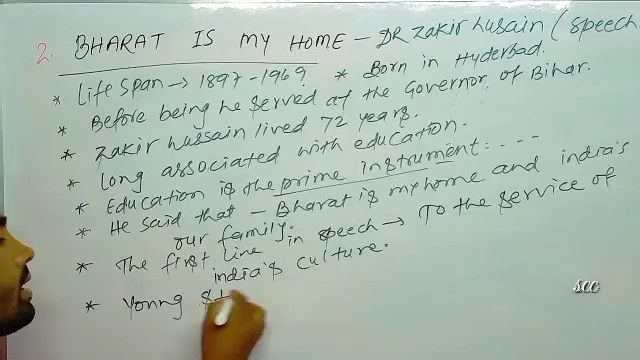 2. BHARAT IS MY HOME - DR ZAKIR HUSAIN (SPEECH
* Life Span → 1897-1969 * Born in Hyderbad.
* Before being he served at the Governor of Bihar.
* Zakir Hussain lived 72 years.
* Long associated with education.
* Education is the prime instrument....
* He said that - Bharat is my home and india's
our family.
* The first line in speech → To the service of
india's culture.
* Young st
scc